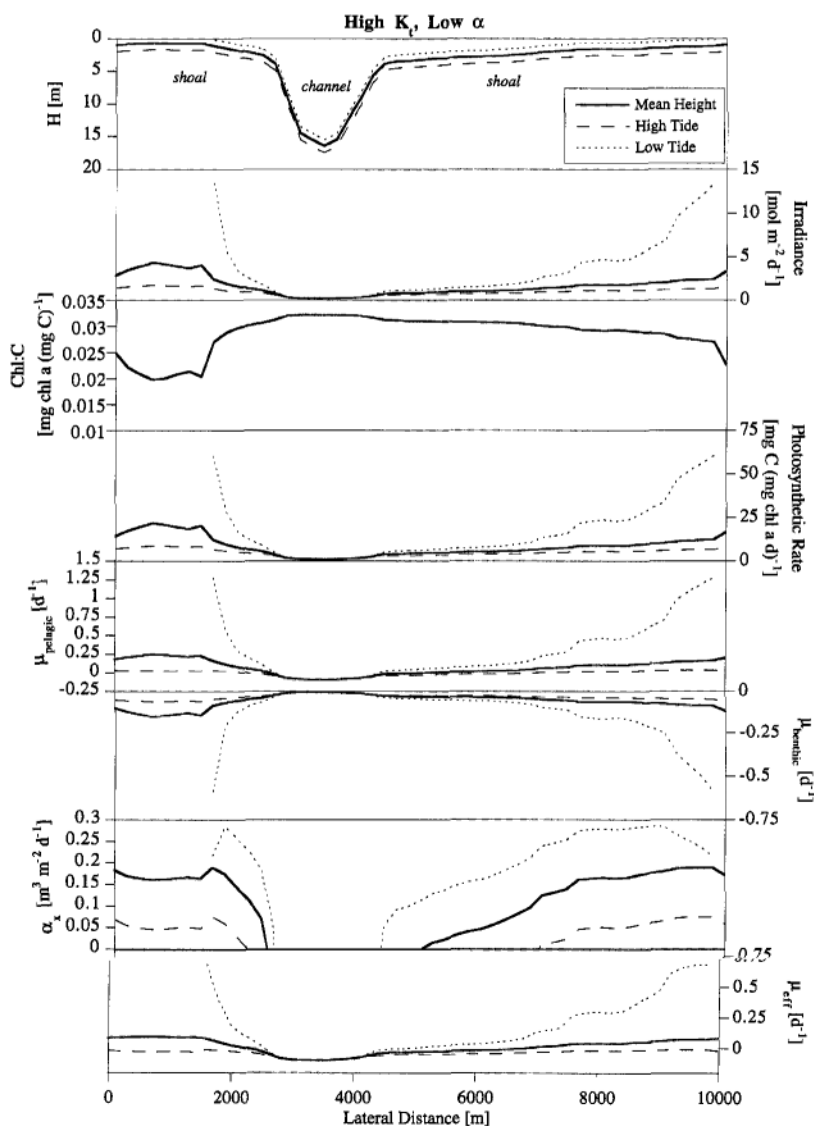 High K_t, Low α
0
5
10
15
20
H [m]
shoal
channel
shoal
Mean Height
High Tide
Low Tide
15
10
5
0
Irradiance
[mol m⁻² d⁻¹]
0.035
0.03
0.025
0.02
0.015
0.01
Chl:C
[mg chl a (mg C)⁻¹]
75
50
25
0
Photosynthetic Rate
[mg C (mg chl a d)⁻¹]
1.5
1.25
1
0.75
0.5
0.25
0
-0.25
μ_pelagic [d⁻¹]
0
-0.25
-0.5
-0.75
μ_benthic [d⁻¹]
0.3
0.25
0.2
0.15
0.1
0.05
0
α_x [m³ m⁻² d⁻¹]
0.75
0.5
0.25
0
μ_eff [d⁻¹]
0 2000 4000 6000 8000 10000
Lateral Distance [m]